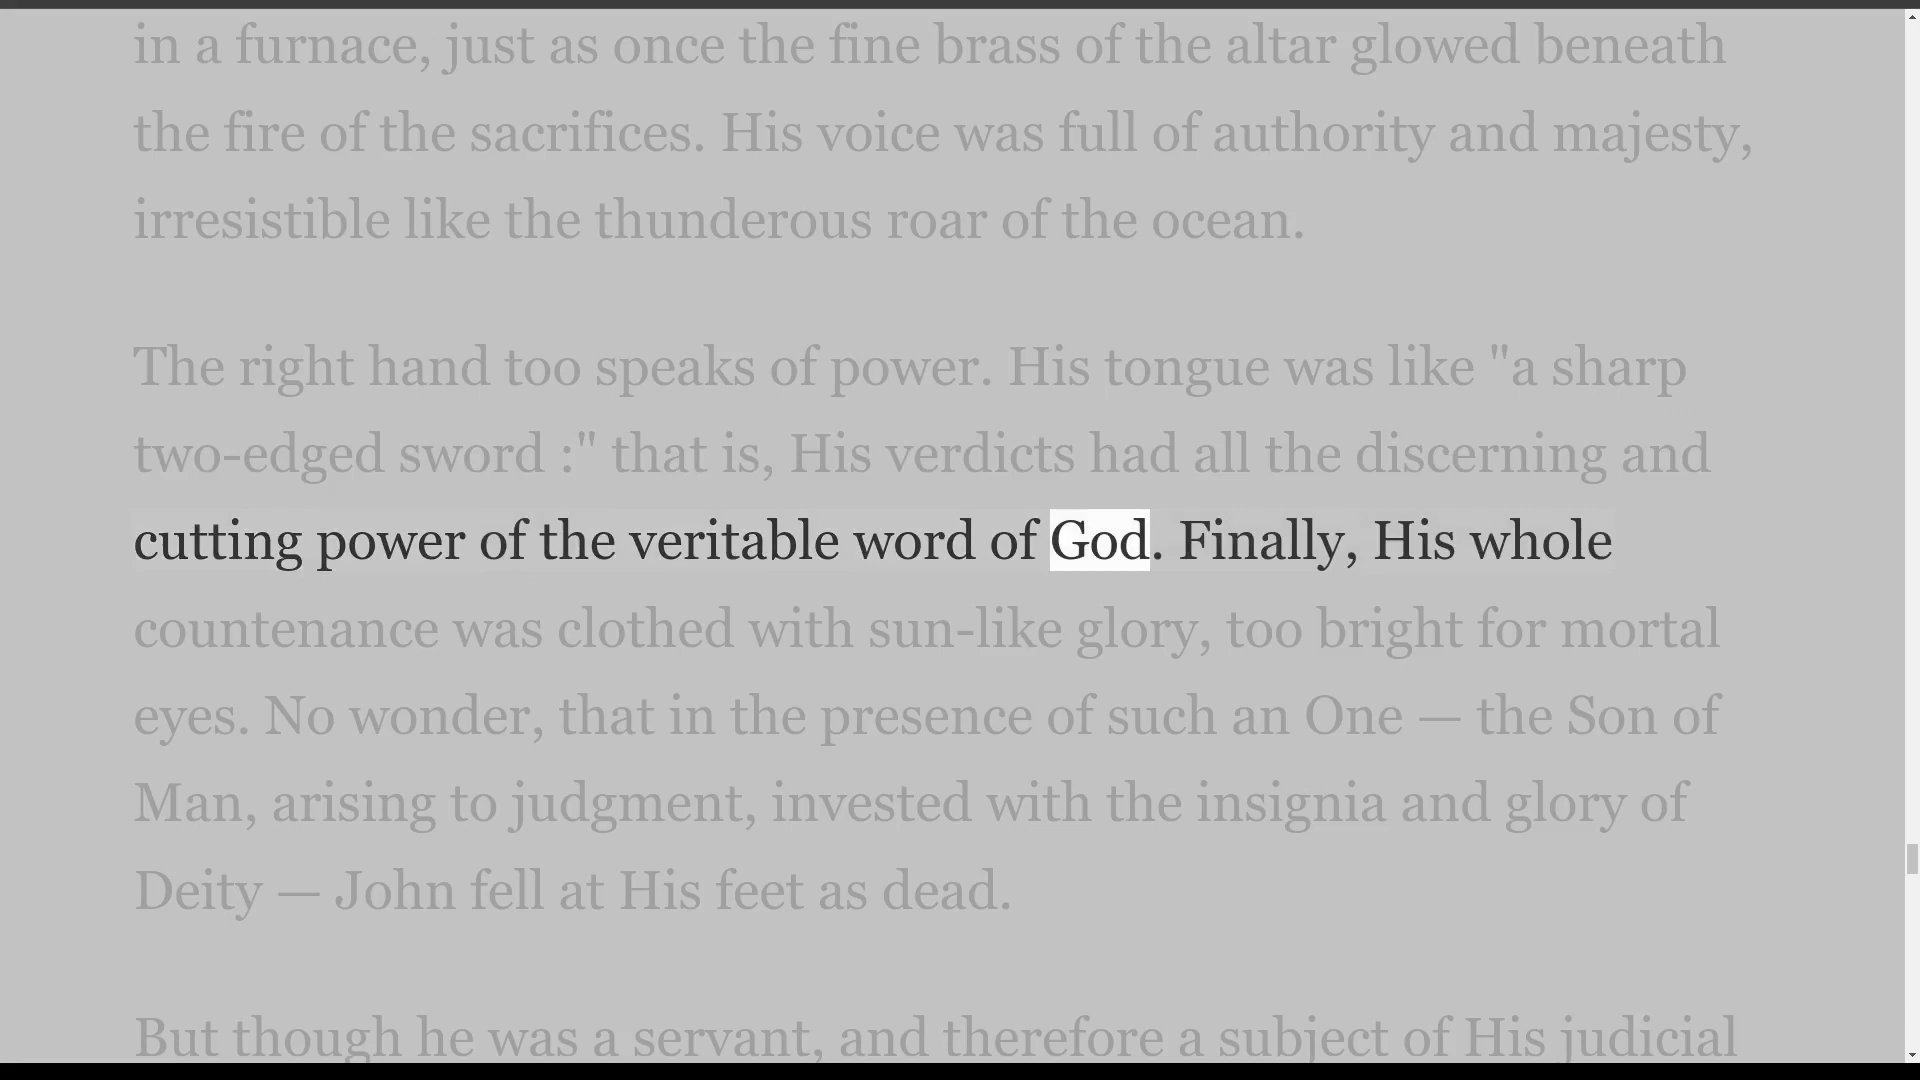 in a furnace, just as once the fine brass of the altar glowed beneath
the fire of the sacrifices. His voice was full of authority and majesty,
irresistible like the thunderous roar of the ocean.
The right hand too speaks of power. His tongue was like "a sharp
two-edged sword :" that is, His verdicts had all the discerning and
cutting power of the veritable word of God. Finally, His whole
countenance was clothed with sun-like glory, too bright for mortal
eyes. No wonder, that in the presence of such an One — the Son of
Man, arising to judgment, invested with the insignia and glory of
Deity — John fell at His feet as dead.
But though he was a servant, and therefore a subject of His judicial